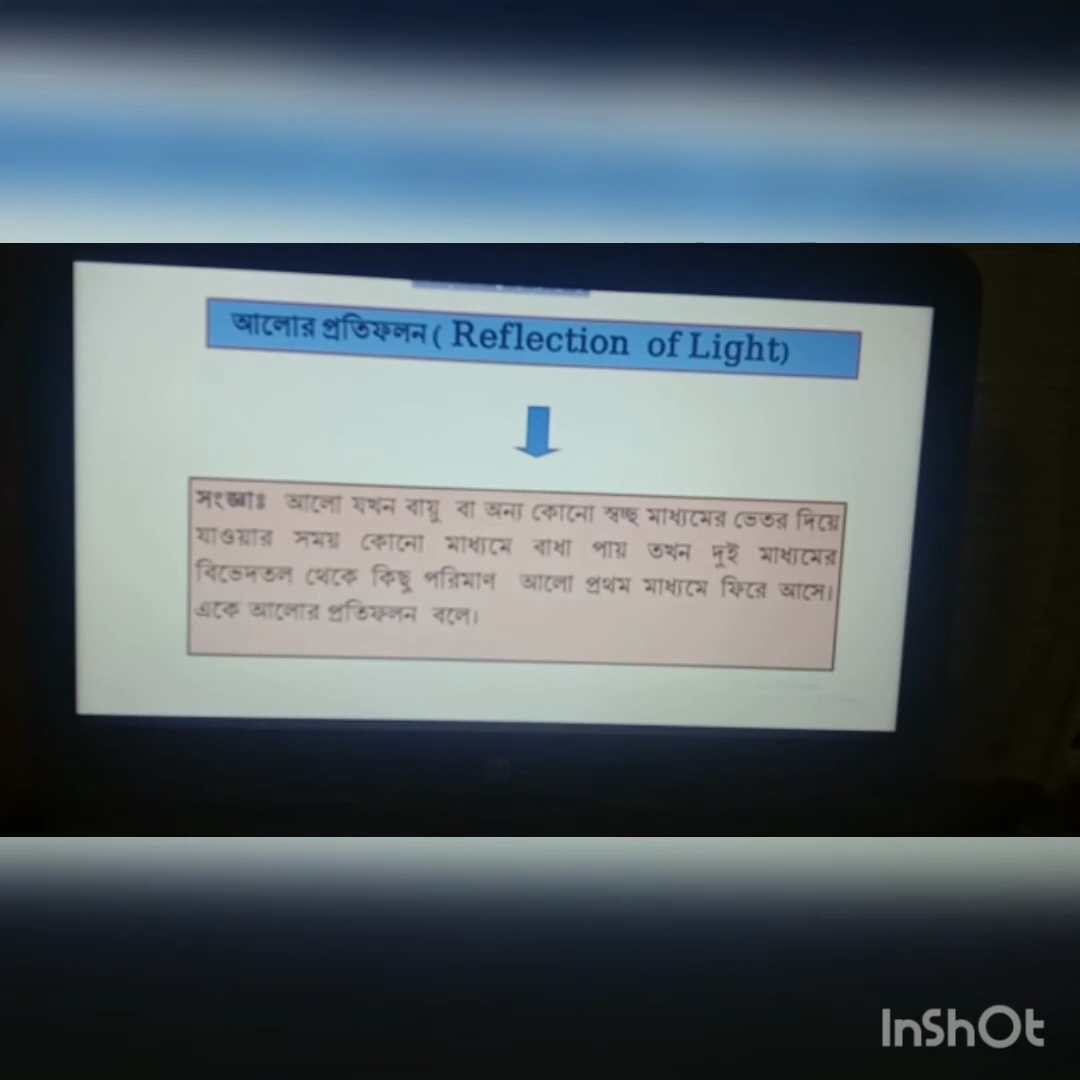 আলোর প্রতিফলন ( Reflection of Light)
সংজ্ঞাঃ আলো যখন বায়ু বা অন্য কোনো স্বচ্ছ মাধ্যমের ভেতর দিয়ে
যাওয়ার সময় কোনো মাধ্যমে বাধা পায় তখন দুই মাধ্যমের
বিভেদতল থেকে কিছু পরিমাণ আলো প্রথম মাধ্যমে ফিরে আসে।
একে আলোর প্রতিফলন বলে।
InShOt